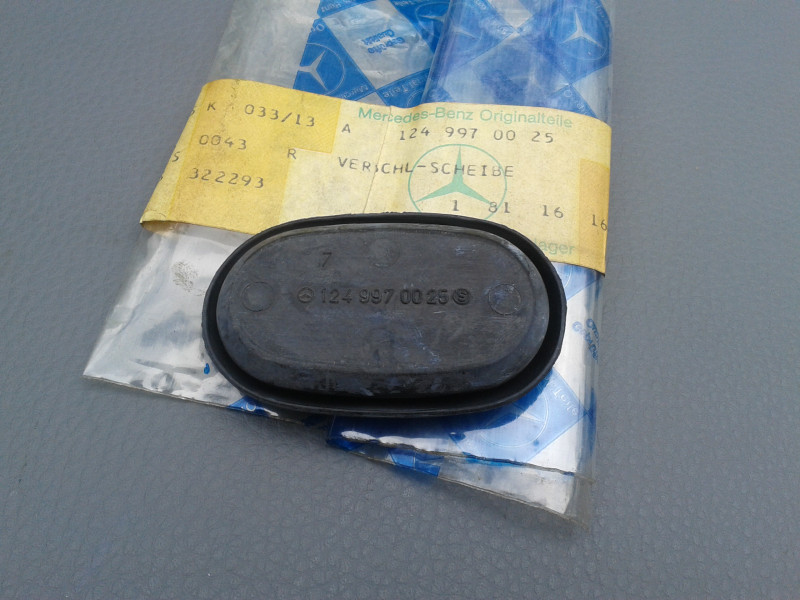 Mercedes-Benz Originalteile
K 033/13 A 124 997 00 25
0043 R VERSCHL-SCHEIBE
322293 1 81 16 16
7
124 997 00 25